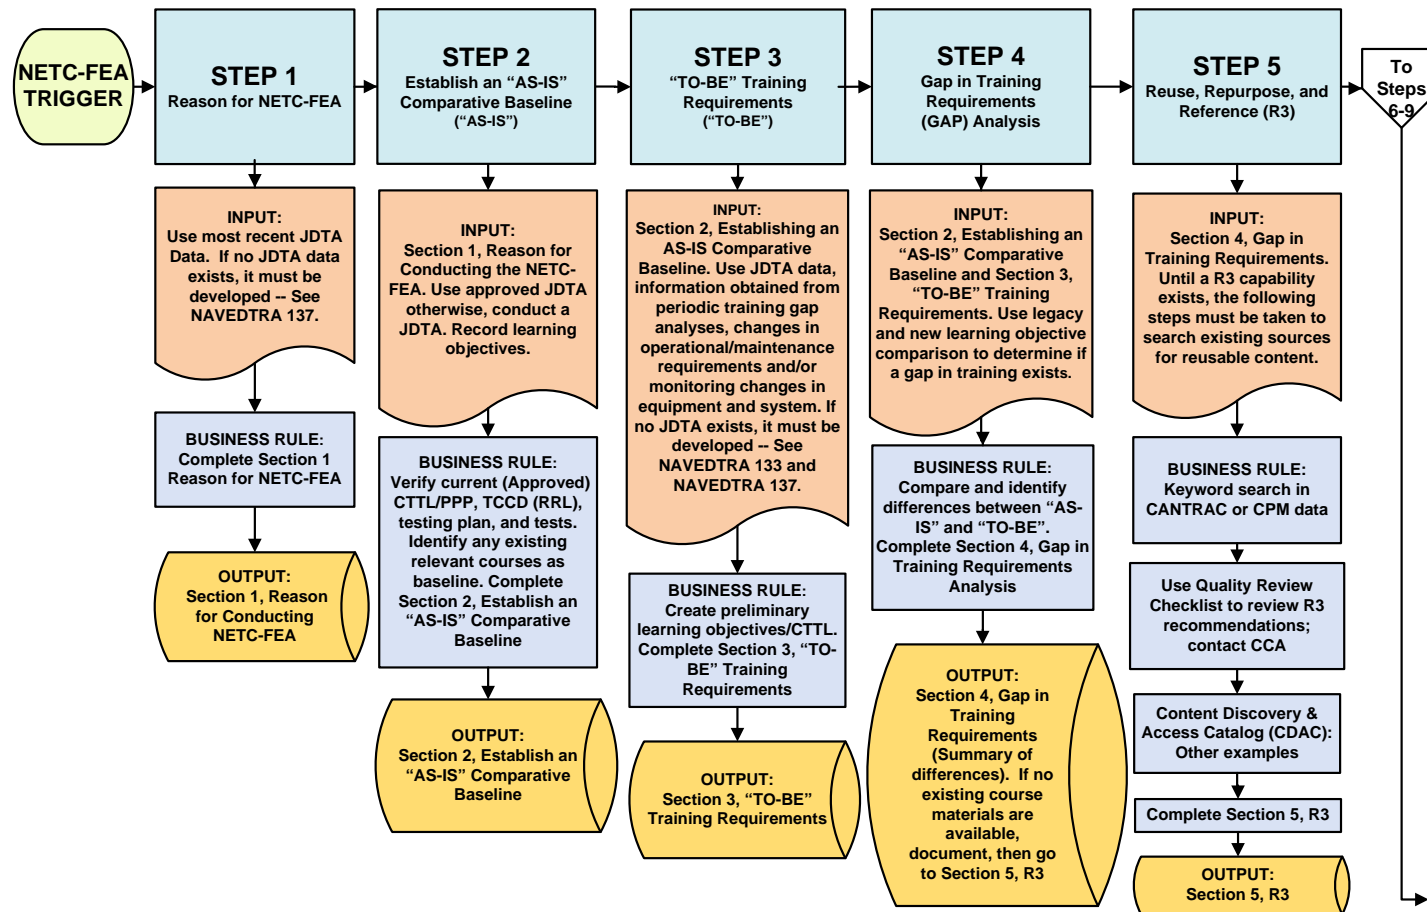 NETC-FEA
TRIGGER
STEP 1
Reason for NETC-FEA
STEP 2
Establish an “AS-IS”
Comparative Baseline
(“AS-IS”)
STEP 3
“TO-BE” Training
Requirements
(“TO-BE”)
STEP 4
Gap in Training
Requirements
(GAP) Analysis
STEP 5
Reuse, Repurpose, and
Reference (R3)
To
Steps
6-9
INPUT:
Use most recent JDTA
Data.  If no JDTA data
exists, it must be
developed -- See
NAVEDTRA 137.
BUSINESS RULE:
Complete Section 1
Reason for NETC-FEA
OUTPUT:
Section 1, Reason
for Conducting
NETC-FEA
INPUT:
Section 1, Reason for
Conducting the NETC-
FEA. Use approved JDTA
otherwise, conduct a
JDTA. Record learning
objectives.
BUSINESS RULE:
Verify current (Approved)
CTTL/PPP, TCCD (RRL),
testing plan, and tests.
Identify any existing
relevant courses as
baseline. Complete
Section 2, Establish an
“AS-IS” Comparative
Baseline
OUTPUT:
Section 2, Establish an
“AS-IS” Comparative
Baseline
INPUT:
Section 2, Establishing an
AS-IS Comparative
Baseline. Use JDTA data,
information obtained from
periodic training gap
analyses, changes in
operational/maintenance
requirements and/or
monitoring changes in
equipment and system. If
no JDTA exists, it must be
developed -- See
NAVEDTRA 133 and
NAVEDTRA 137.
BUSINESS RULE:
Create preliminary
learning objectives/CTTL.
Complete Section 3, “TO-
BE” Training
Requirements
OUTPUT:
Section 3, “TO-BE”
Training Requirements
INPUT:
Section 2, Establishing an
“AS-IS” Comparative
Baseline and Section 3,
“TO-BE” Training
Requirements. Use legacy
and new learning objective
comparison to determine if
a gap in training exists.
BUSINESS RULE:
Compare and identify
differences between “AS-
IS” and “TO-BE”.
Complete Section 4, Gap in
Training Requirements
Analysis
OUTPUT:
Section 4, Gap in
Training
Requirements
(Summary of
differences).  If no
existing course
materials are
available,
document, then go
to Section 5, R3
INPUT:
Section 4, Gap in
Training Requirements.
Until a R3 capability
exists, the following
steps must be taken to
search existing sources
for reusable content.
BUSINESS RULE:
Keyword search in
CANTRAC or CPM data
Use Quality Review
Checklist to review R3
recommendations;
contact CCA
Content Discovery &
Access Catalog (CDAC):
Other examples
Complete Section 5, R3
OUTPUT:
Section 5, R3